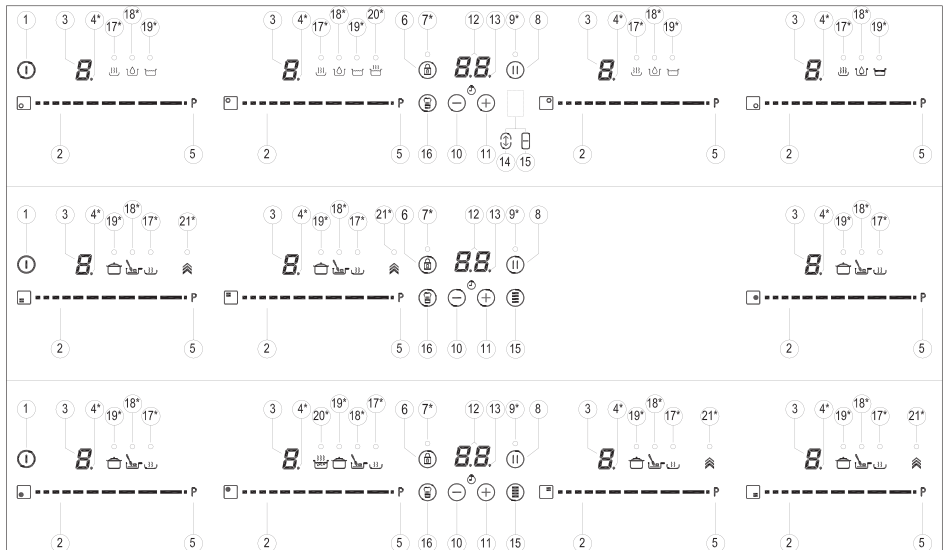 1 3 4* 17* 18* 19* 3 4* 17* 18* 19* 20* 6 7* 12 13 9* 8 3 4* 17* 18* 19* 3 4* 17* 18* 19*
8. 8. 8.8. 8. 8.
P P P P
2 5 2 5 16 10 11 14 15 2 5 2 5
1 3 4* 19* 18* 17* 21* 3 4* 19* 18* 17* 21* 6 7* 12 13 9* 8 3 4* 19* 18* 17*
8. 8. 8.8. 8.
P P P
2 5 2 5 16 10 11 15 2 5
1 3 4* 19* 18* 17* 3 4* 20* 19* 18* 17* 6 7* 12 13 9* 8 3 4* 19* 18* 17* 21* 3 4* 19* 18* 17* 21*
8. 8. 8.8. 8. 8.
P P P P
2 5 2 5 16 10 11 15 2 5 2 5